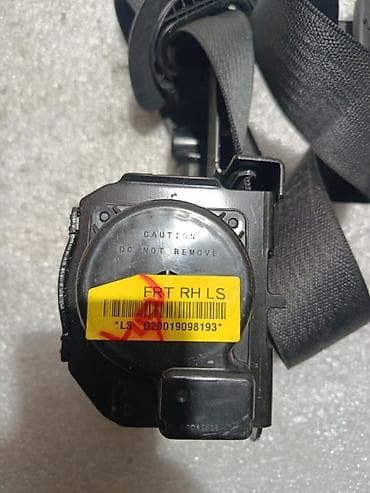 CAUTION
DO NOT REMOVE
FRT RH LS
*LS 020019098193*